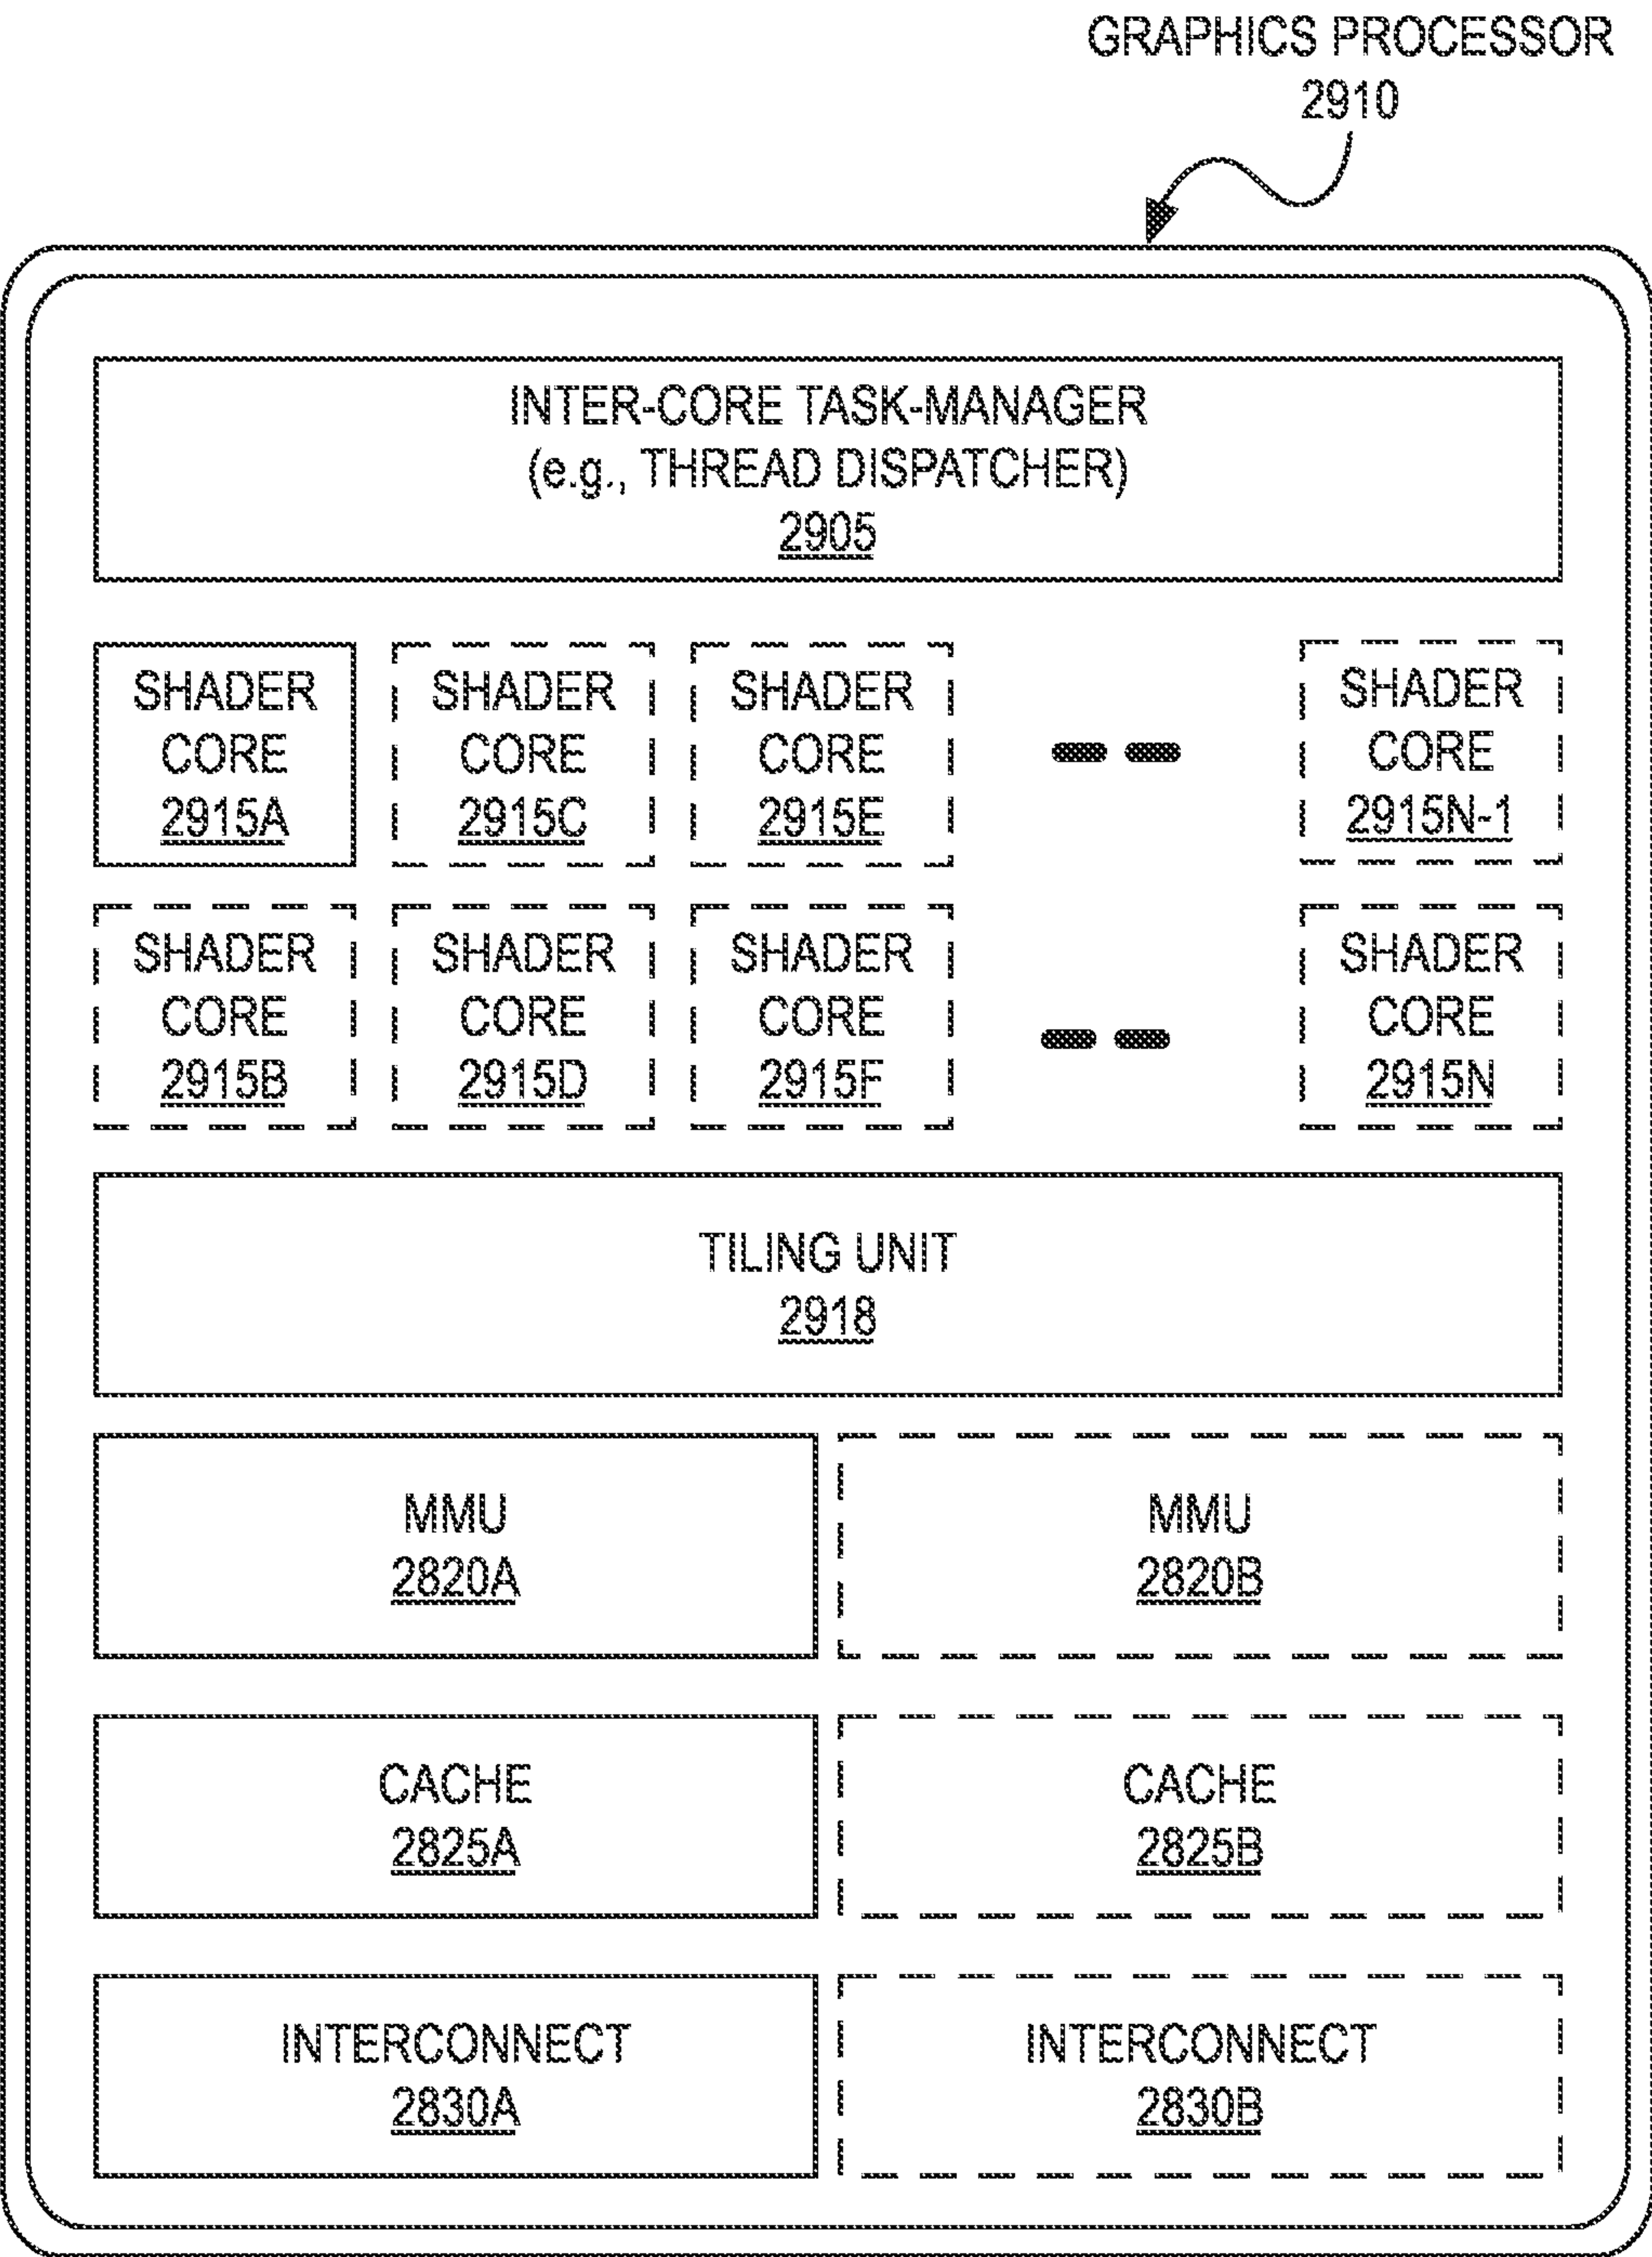 GRAPHICS PROCESSOR
2910
INTER-CORE TASK-MANAGER
(e.g., THREAD DISPATCHER)
2905
SHADER
CORE
2915A
SHADER
CORE
2915C
SHADER
CORE
2915E
SHADER
CORE
2915N-1
SHADER
CORE
2915B
SHADER
CORE
2915D
SHADER
CORE
2915F
SHADER
CORE
2915N
TILING UNIT
2918
MMU
2820A
MMU
2820B
CACHE
2825A
CACHE
2825B
INTERCONNECT
2830A
INTERCONNECT
2830B